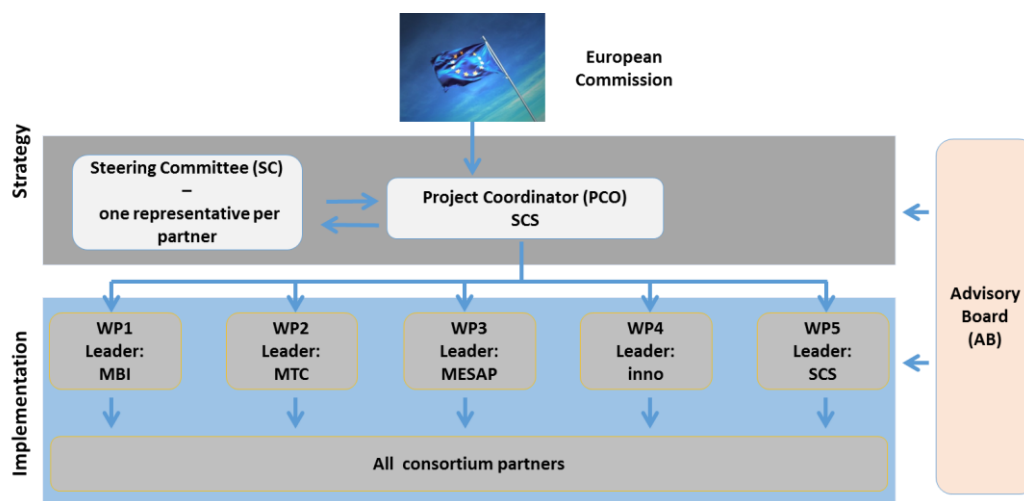 European
Commission
Strategy
Steering Committee (SC)
–
one representative per
partner
Project Coordinator (PCO)
SCS
Advisory
Board
(AB)
Implementation
WP1
Leader:
MBI
WP2
Leader:
MTC
WP3
Leader:
MESAP
WP4
Leader:
inno
WP5
Leader:
SCS
All consortium partners